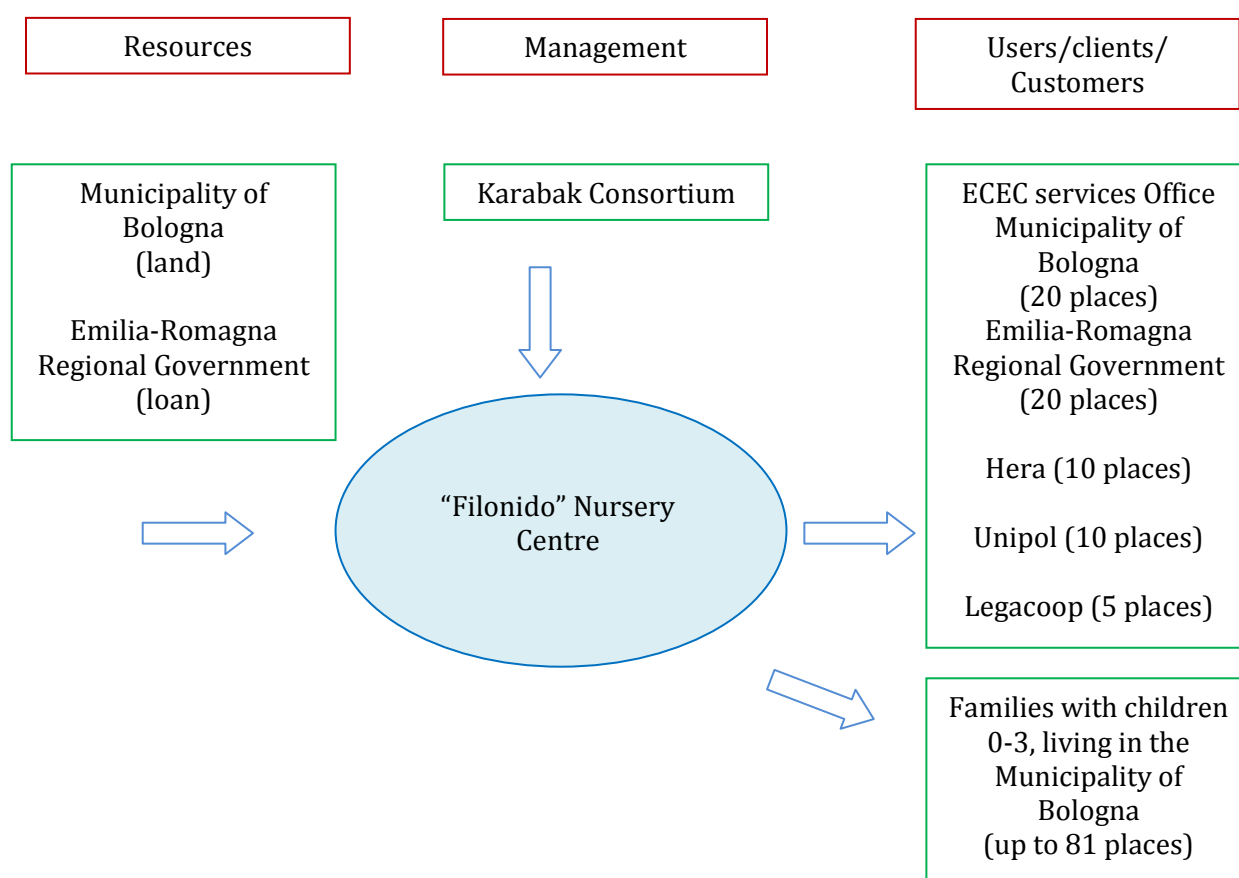 Resources
Management
Users/clients/
Customers
Municipality of
Bologna
(land)
Emilia-Romagna
Regional Government
(loan)
Karabak Consortium
“Filonido” Nursery
Centre
ECEC services Office
Municipality of
Bologna
(20 places)
Emilia-Romagna
Regional Government
(20 places)
Hera (10 places)
Unipol (10 places)
Legacoop (5 places)
Families with children
0-3, living in the
Municipality of
Bologna
(up to 81 places)